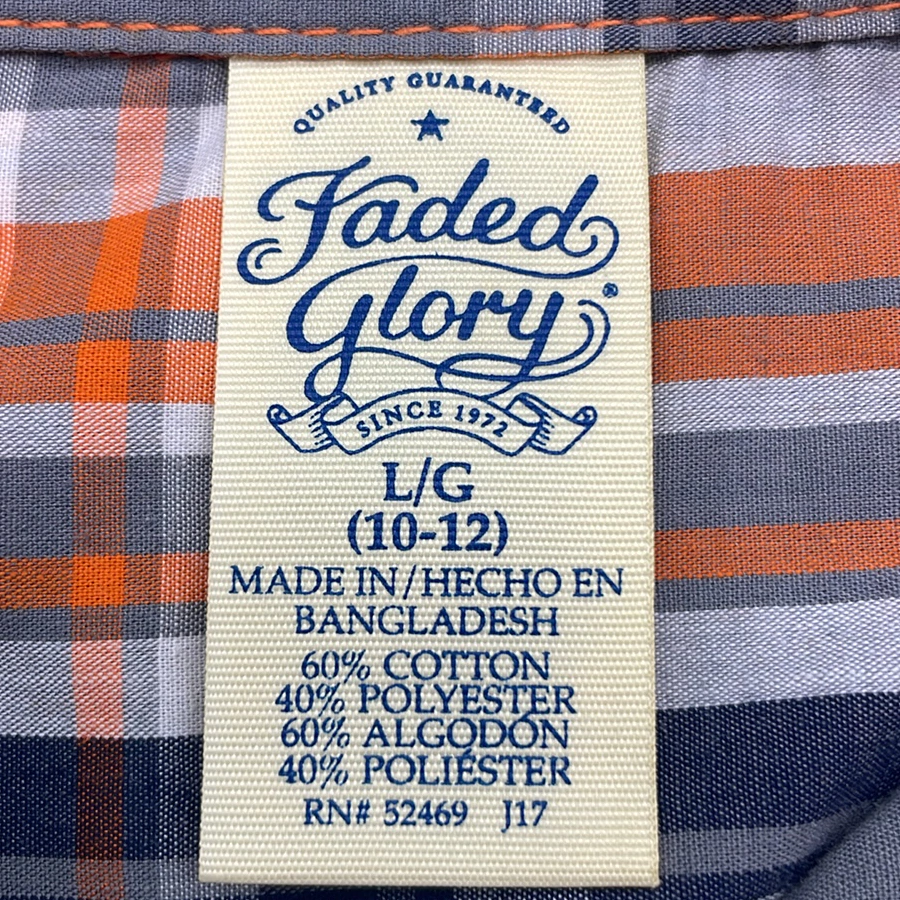 QUALITY GUARANTEED
Faded
Glory®
SINCE 1972
L/G
(10-12)
MADE IN/HECHO EN
BANGLADESH
60% COTTON
40% POLYESTER
60% ALGODÓN
40% POLIÉSTER
RN# 52469 J17